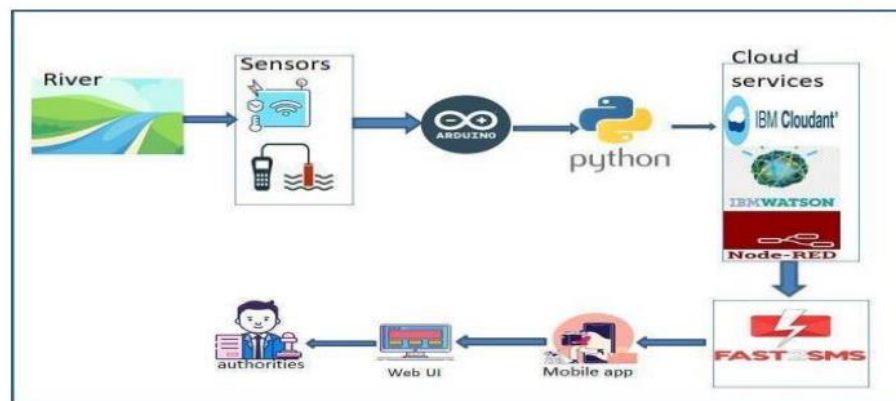 River
Sensors
ARDUINO
python
Cloud
services
IBM Cloudant®
IBMWATSON
Node-RED
FAST2SMS
Mobile app
Web UI
authorities